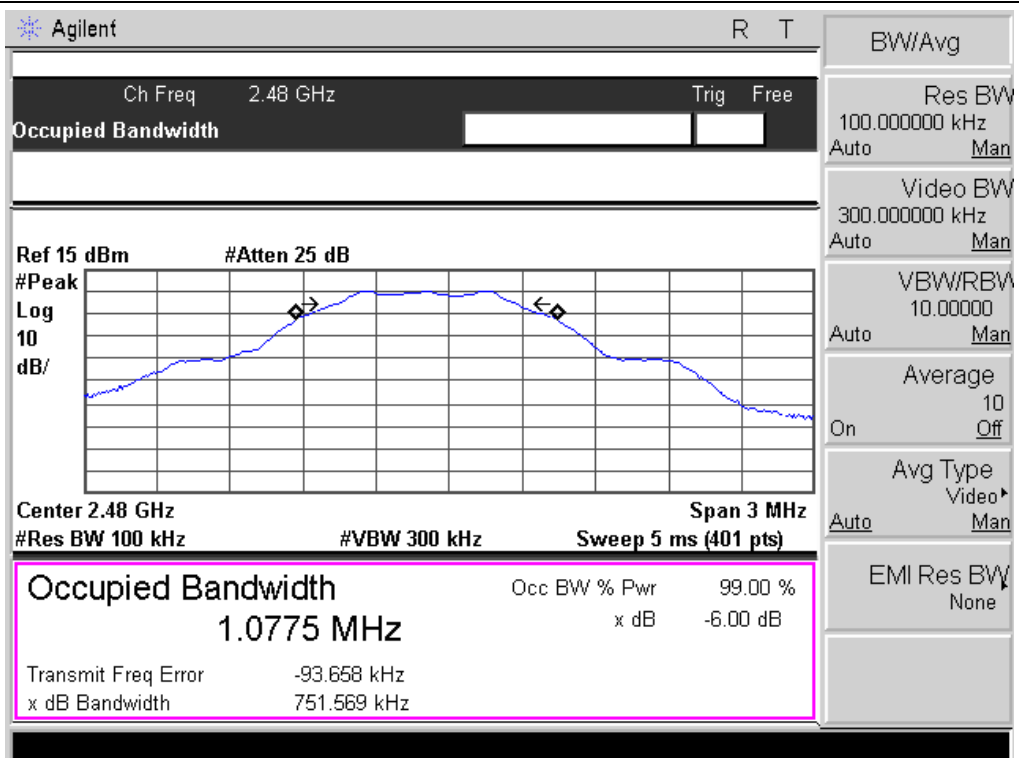 Agilent R T
Ch Freq 2.48 GHz Trig Free
Occupied Bandwidth
Ref 15 dBm #Atten 25 dB
#Peak
Log
10
dB/
Center 2.48 GHz Span 3 MHz
#Res BW 100 kHz #VBW 300 kHz Sweep 5 ms (401 pts)
Occupied Bandwidth
1.0775 MHz
Occ BW % Pwr 99.00 %
x dB -6.00 dB
Transmit Freq Error -93.658 kHz
x dB Bandwidth 751.569 kHz
BW/Avg
Res BW
100.000000 kHz
Auto Man
Video BW
300.000000 kHz
Auto Man
VBW/RBW
10.00000
Auto Man
Average
10
On Off
Avg Type
Video
Auto Man
EMI Res BW
None